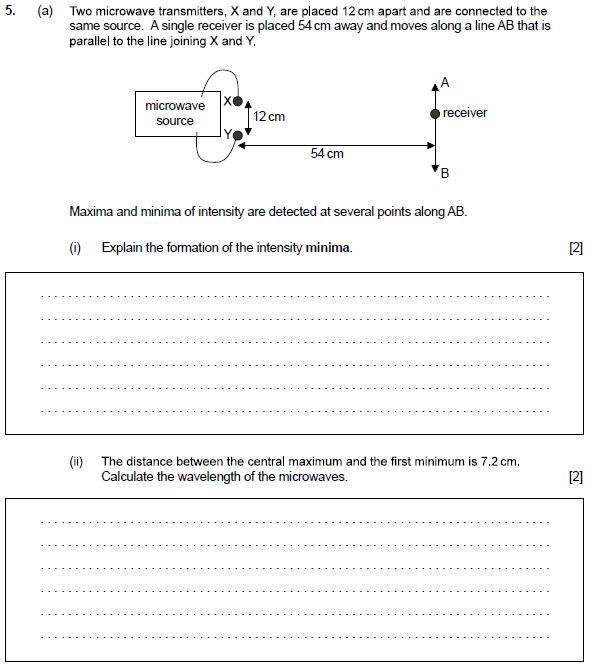 5. (a) Two microwave transmitters, X and Y, are placed 12 cm apart and are connected to the
same source. A single receiver is placed 54 cm away and moves along a line AB that is
parallel to the line joining X and Y.
A
microwave
source
X
12 cm
receiver
Y
54 cm
B
Maxima and minima of intensity are detected at several points along AB.
(i) Explain the formation of the intensity minima. [2]
(ii) The distance between the central maximum and the first minimum is 7.2 cm.
Calculate the wavelength of the microwaves. [2]